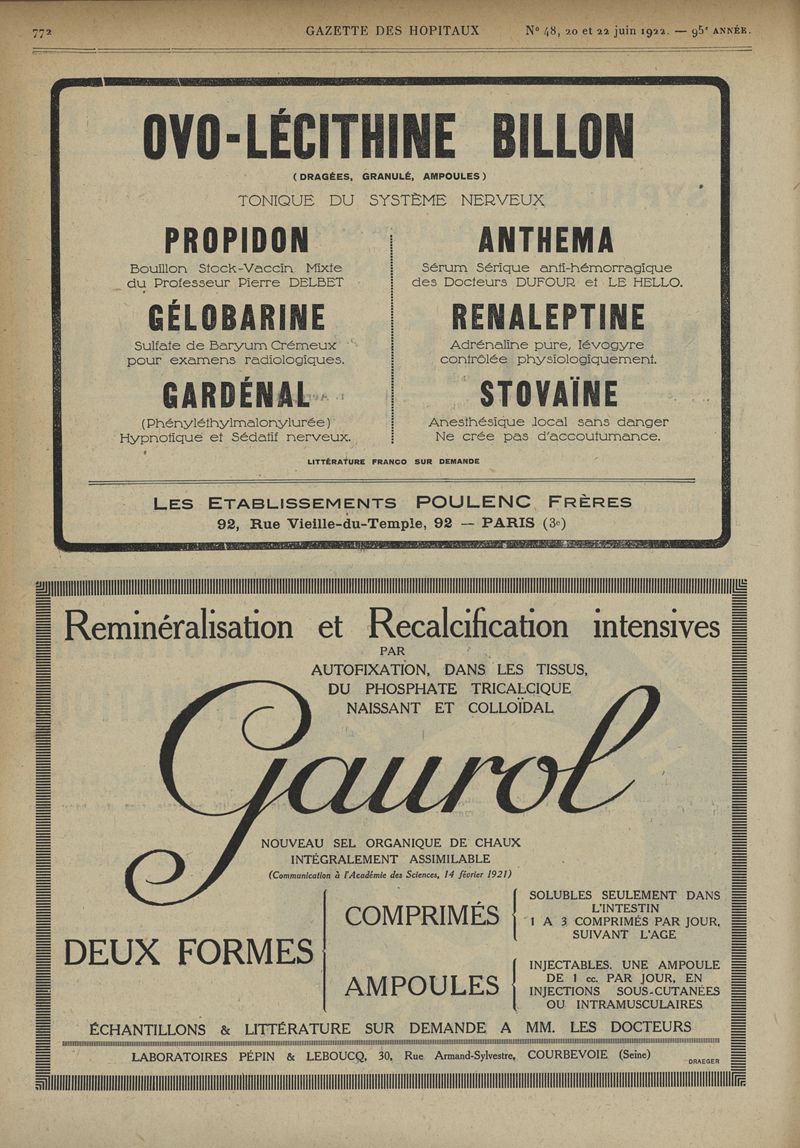 772
GAZETTE DES HOPITAUX
N° 48, 20 et 22 juin 1922. — 95e ANNÉE.
OVO-LÉCITHINE BILLON
(DRAGÉES, GRANULÉ, AMPOULES)
TONIQUE DU SYSTÈME NERVEUX
PROPIDON
Bouillon Stock-Vaccin Mixte
du Professeur Pierre DELBET
ANTHEMA
Sérum Sérique anti-hémorragique
des Docteurs DUFOUR et LE HELLO.
GÉLOBARINE
Sulfate de Baryum Crémeux
pour examens radiologiques.
RENALEPTINE
Adrénaline pure, lévogyre
contrôlée physiologiquement.
GARDÉNAL
(Phényléthylmalonylurée)
Hypnotique et Sédatif nerveux.
STOVAÏNE
Anesthésique local sans danger
Ne crée pas d'accoutumance.
LITTÉRATURE FRANCO SUR DEMANDE
LES ETABLISSEMENTS POULENC FRÈRES
92, Rue Vieille-du-Temple, 92 — PARIS (3e)
Reminéralisation et Recalcification intensives
PAR
AUTOFIXATION, DANS LES TISSUS,
DU PHOSPHATE TRICALCIQUE
NAISSANT ET COLLOÏDAL
Gaurol
NOUVEAU SEL ORGANIQUE DE CHAUX
INTÉGRALEMENT ASSIMILABLE
(Communication à l'Académie des Sciences, 14 février 1921)
DEUX FORMES
COMPRIMÉS
SOLUBLES SEULEMENT DANS
L'INTESTIN
1 A 3 COMPRIMÉS PAR JOUR,
SUIVANT L'AGE
AMPOULES
INJECTABLES. UNE AMPOULE
DE 1 cc. PAR JOUR, EN
INJECTIONS SOUS-CUTANÉES
OU INTRAMUSCULAIRES
ÉCHANTILLONS & LITTÉRATURE SUR DEMANDE A MM. LES DOCTEURS
LABORATOIRES PÉPIN & LEBOUCQ, 30, Rue Armand-Sylvestre, COURBEVOIE (Seine)
DRAEGER